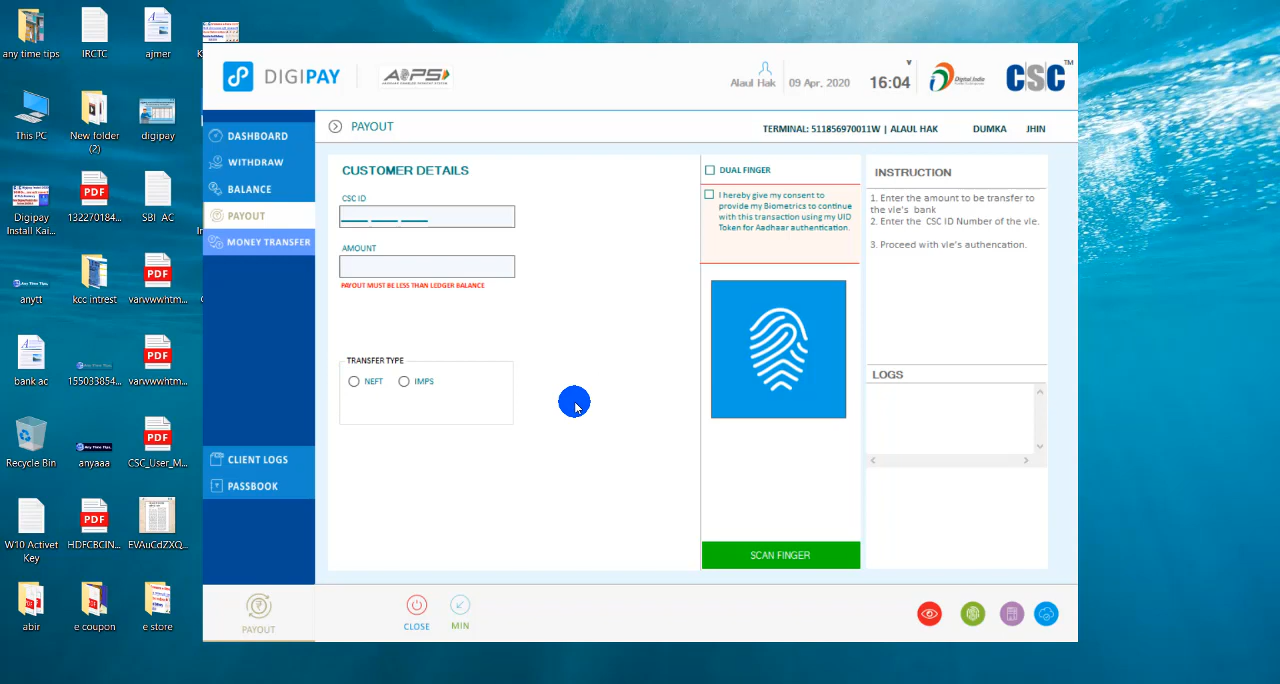 any time tips
IRCTC
ajmer
This PC
New folder
(2)
digipay
Digipay
Install Kai...
132270184...
SBI AC
anytt
kcc intrest
varwwwhtm...
bank ac
155033854...
varwwwhtm...
Recycle Bin
anyaaa
CSC_User_M...
W10 Activet
Key
HDFCBCIN...
EVAuCdZXQ...
abir
e coupon
e store
PDF
PDF
PDF
PDF
PDF
DIGIPAY
AePS
Alaul Hak
09 Apr, 2020
16:04
v
Digital India
CSC™
DASHBOARD
WITHDRAW
BALANCE
PAYOUT
MONEY TRANSFER
CLIENT LOGS
PASSBOOK
PAYOUT
PAYOUT
TERMINAL: 511856970011W | ALAUL HAK
DUMKA
JHIN
CUSTOMER DETAILS
CSC ID
AMOUNT
PAYOUT MUST BE LESS THAN LEDGER BALANCE
TRANSFER TYPE
NEFT
IMPS
DUAL FINGER
I hereby give my consent to
provide my Biometrics to continue
with this transaction using my UID
Token for Aadhaar authentication.
SCAN FINGER
INSTRUCTION
1. Enter the amount to be transfer to
the vle's bank
2. Enter the CSC ID Number of the vle.
3. Proceed with vle's authencation.
LOGS
CLOSE
MIN